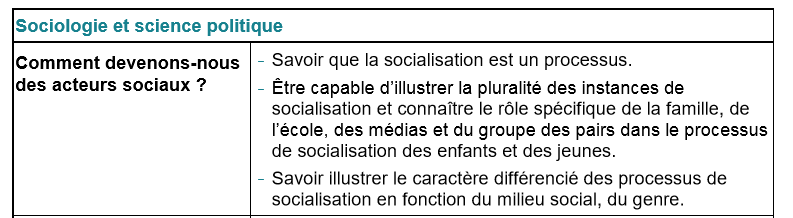 Sociologie et science politique
Comment devenons-nous
des acteurs sociaux ?
- Savoir que la socialisation est un processus.
- Être capable d’illustrer la pluralité des instances de
socialisation et connaître le rôle spécifique de la famille, de
l’école, des médias et du groupe des pairs dans le processus
de socialisation des enfants et des jeunes.
- Savoir illustrer le caractère différencié des processus de
socialisation en fonction du milieu social, du genre.